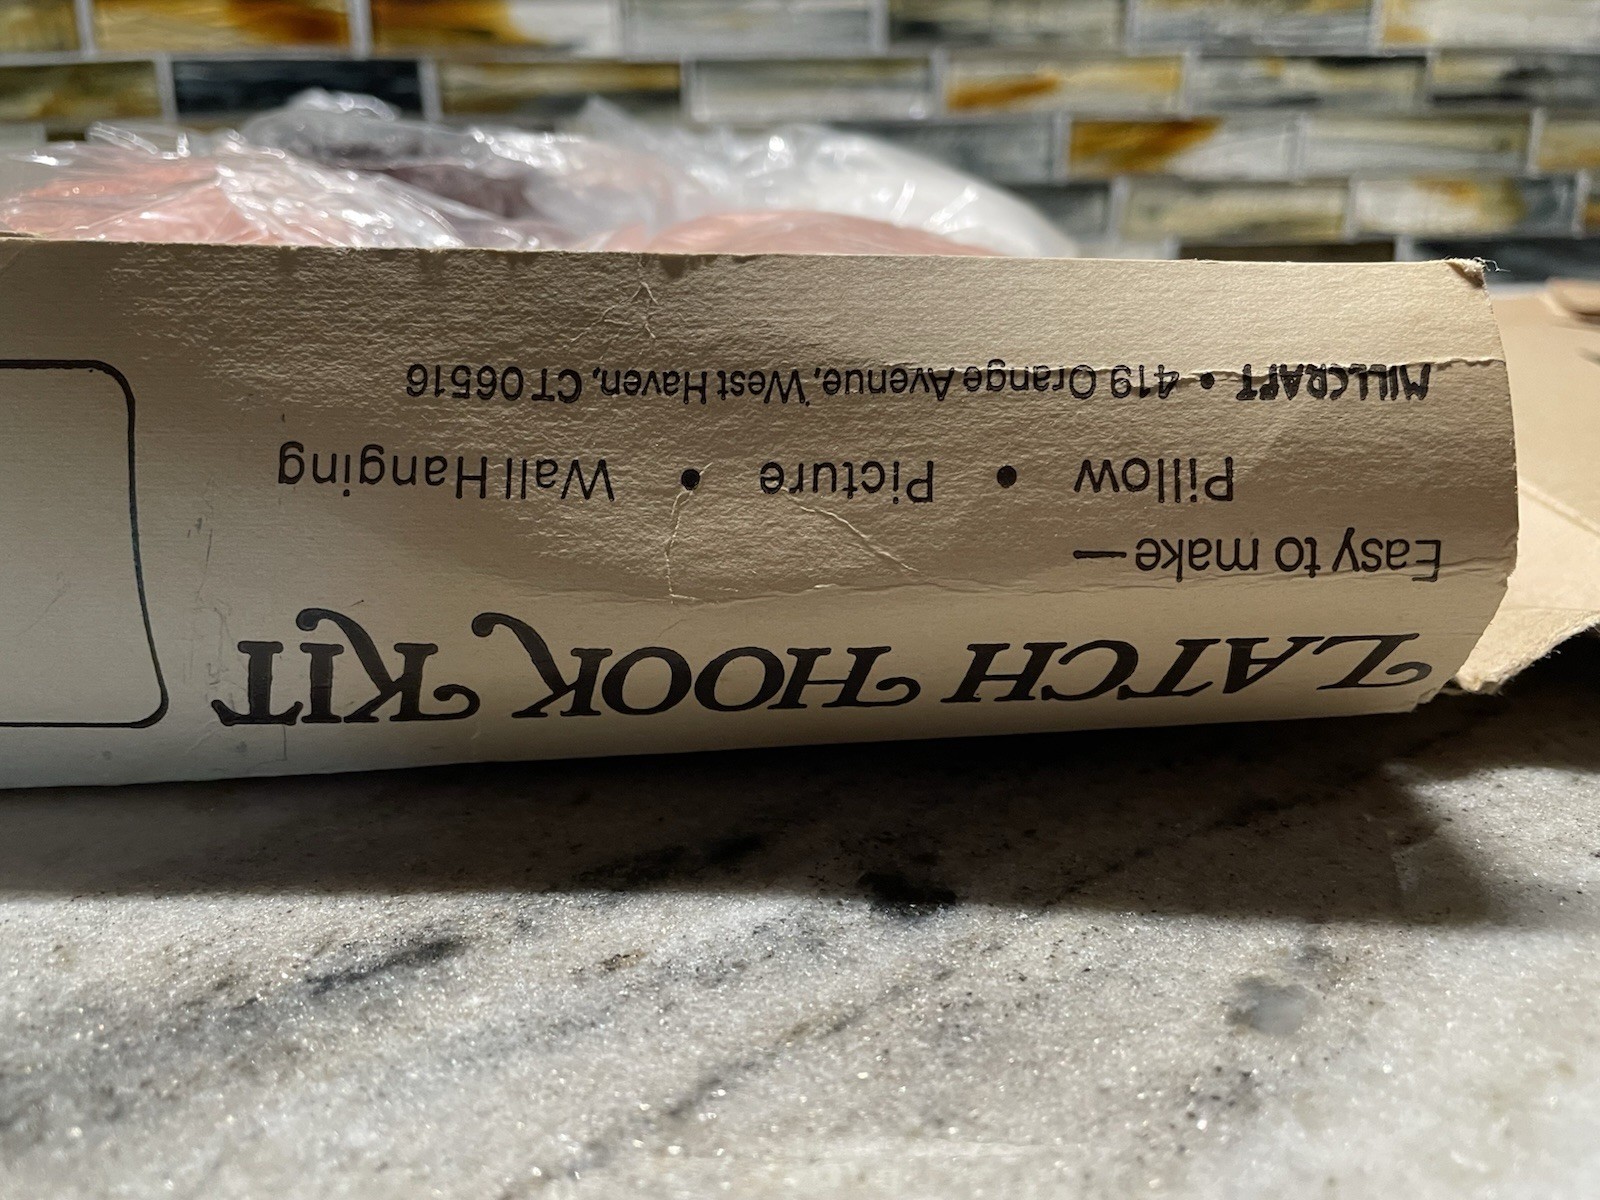 LATCH HOOK KIT
Easy to make—
Pillow • Picture • Wall Hanging
MILLCRAFT • 419 Orange Avenue, West Haven, CT 06516